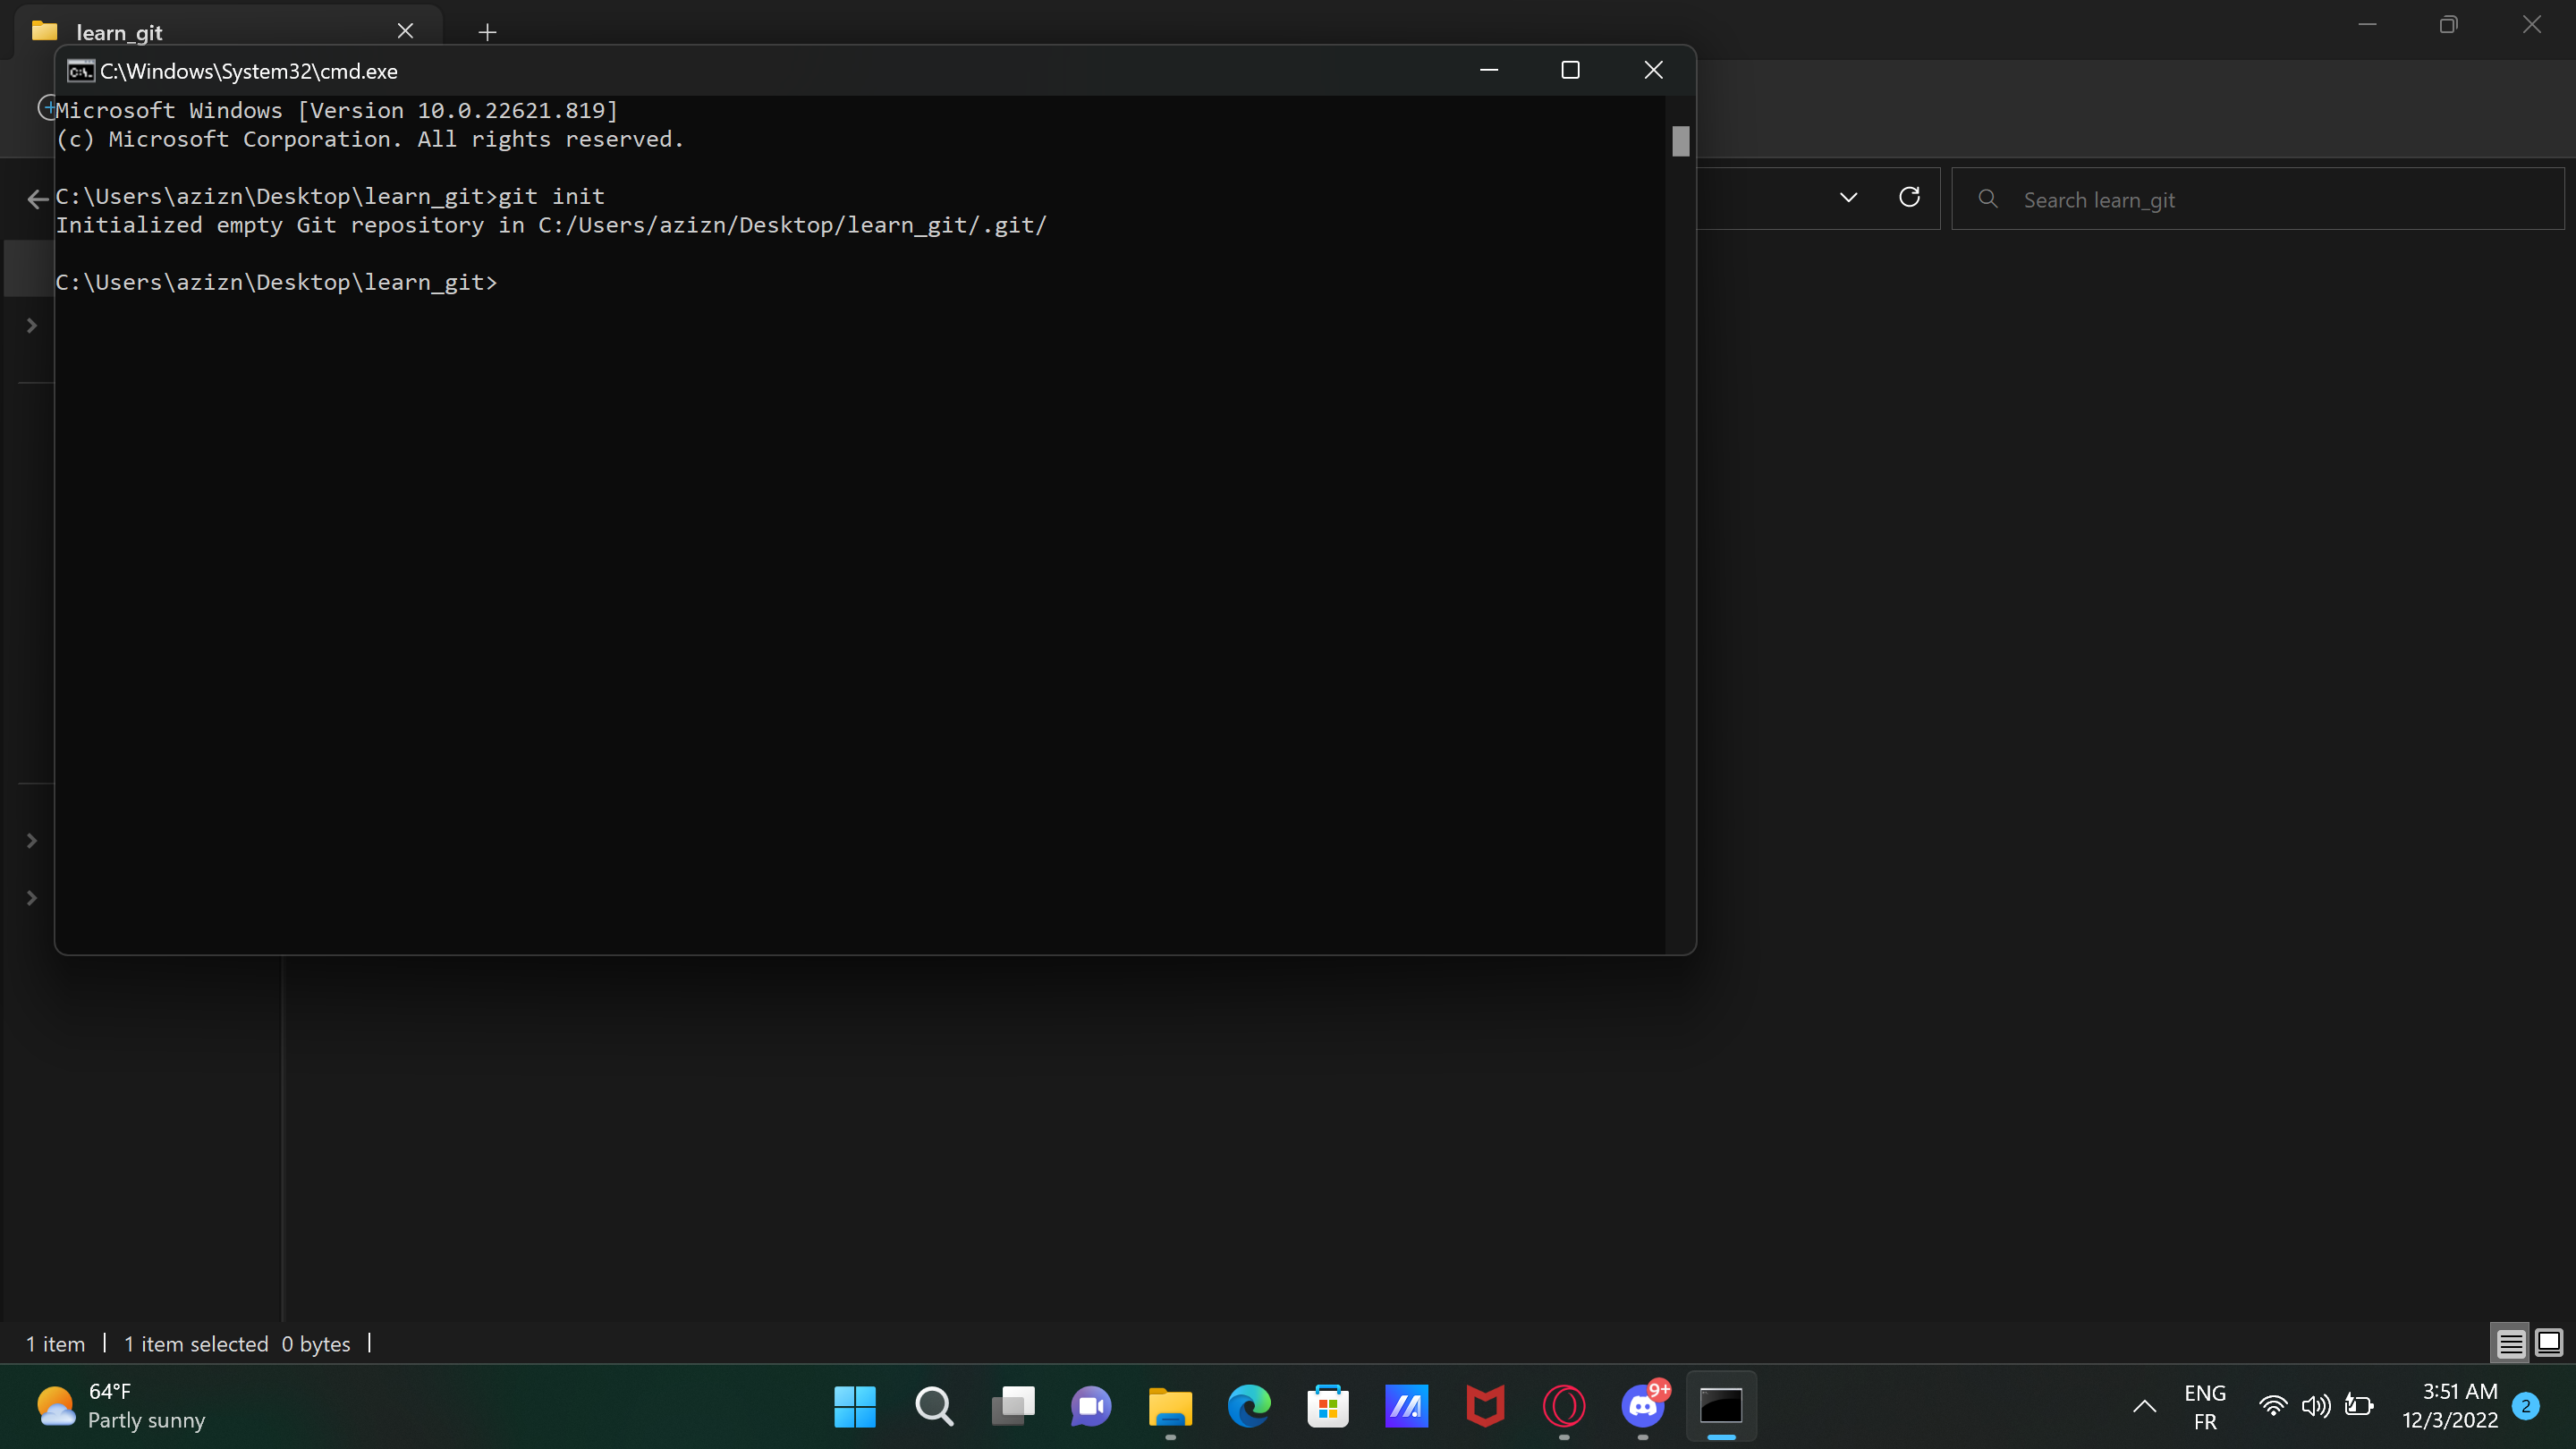 learn_git
C:\Windows\System32\cmd.exe
Microsoft Windows [Version 10.0.22621.819]
(c) Microsoft Corporation. All rights reserved.
C:\Users\azizn\Desktop\learn_git>git init
Initialized empty Git repository in C:/Users/azizn/Desktop/learn_git/.git/
C:\Users\azizn\Desktop\learn_git>
Search learn_git
1 item
1 item selected 0 bytes
64°F
Partly sunny
9+
ENG
FR
3:51 AM
12/3/2022
2